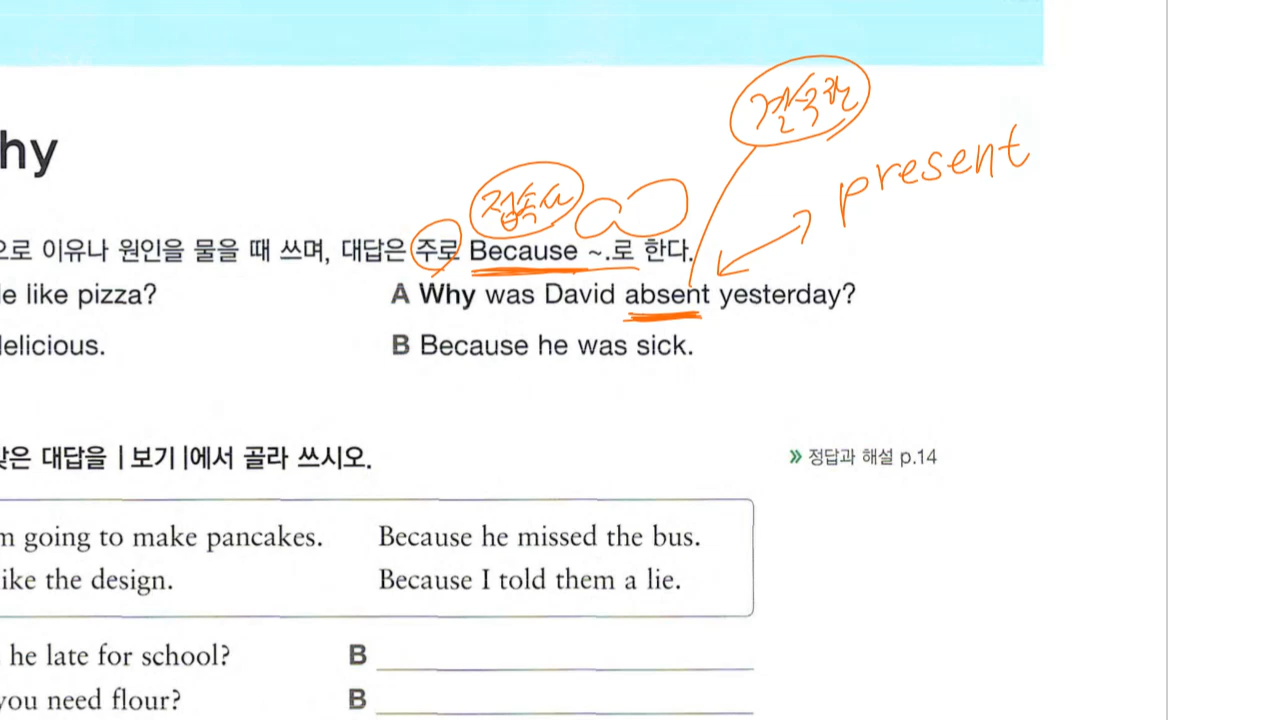 hy
결석한
present
접속사
으로 이유나 원인을 물을 때 쓰며, 대답은 주로 Because ~.로 한다.
e like pizza?
A Why was David absent yesterday?
elicious.
B Because he was sick.
맞은 대답을 | 보기 |에서 골라 쓰시오.
» 정답과 해설 p.14
m going to make pancakes.
Because he missed the bus.
ike the design.
Because I told them a lie.
he late for school?
B
you need flour?
B